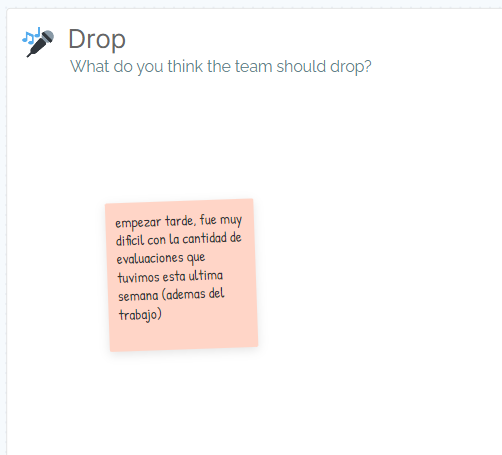 Drop
What do you think the team should drop?
empezar tarde, fue muy
dificil con la cantidad de
evaluaciones que
tuvimos esta ultima
semana (ademas del
trabajo)